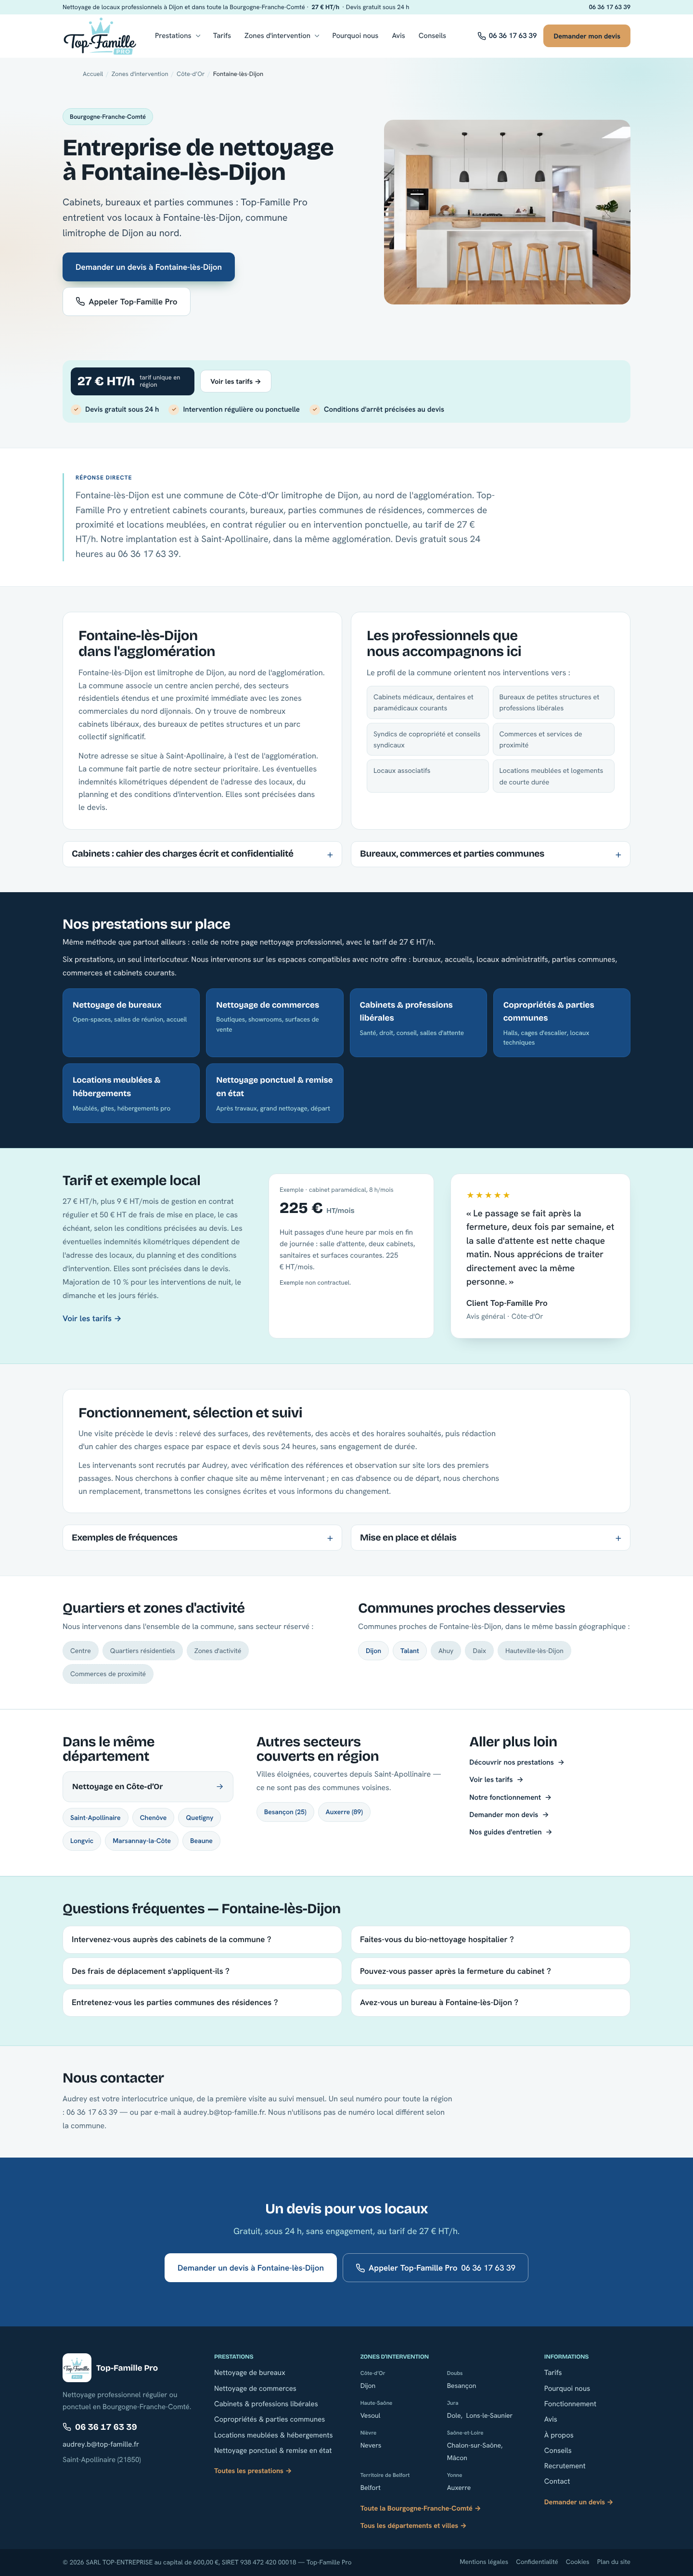 Nettoyage de locaux professionnels à Dijon et dans toute la Bourgogne-Franche-Comté · 27 € HT/h · Devis gratuit sous 24 h
06 36 17 63 39
Top-Famille
PRO
Prestations
Tarifs
Zones d'intervention
Pourquoi nous
Avis
Conseils
06 36 17 63 39
Demander mon devis
Accueil / Zones d'intervention / Côte-d'Or / Fontaine-lès-Dijon
Bourgogne-Franche-Comté
Entreprise de nettoyage
à Fontaine-lès-Dijon
Cabinets, bureaux et parties communes : Top-Famille Pro
entretient vos locaux à Fontaine-lès-Dijon, commune
limitrophe de Dijon au nord.
Demander un devis à Fontaine-lès-Dijon
Appeler Top-Famille Pro
27 € HT/h
tarif unique en
région
Voir les tarifs →
Devis gratuit sous 24 h
Intervention régulière ou ponctuelle
Conditions d'arrêt précisées au devis
RÉPONSE DIRECTE
Fontaine-lès-Dijon est une commune de Côte-d'Or limitrophe de Dijon, au nord de l'agglomération. Top-
Famille Pro y entretient cabinets courants, bureaux, parties communes de résidences, commerces de
proximité et locations meublées, en contrat régulier ou en intervention ponctuelle, au tarif de 27 €
HT/h. Notre implantation est à Saint-Apollinaire, dans la même agglomération. Devis gratuit sous 24
heures au 06 36 17 63 39.
Fontaine-lès-Dijon
dans l'agglomération
Fontaine-lès-Dijon est limitrophe de Dijon, au nord de l'agglomération.
La commune associe un centre ancien perché, des secteurs
résidentiels étendus et une proximité immédiate avec les zones
commerciales du nord dijonnais. On y trouve de nombreux
cabinets libéraux, des bureaux de petites structures et un parc
collectif significatif.
Notre adresse se situe à Saint-Apollinaire, à l'est de l'agglomération.
La commune fait partie de notre secteur prioritaire. Les éventuelles
indemnités kilométriques dépendent de l'adresse des locaux, du
planning et des conditions d'intervention. Elles sont précisées dans
le devis.
Les professionnels que
nous accompagnons ici
Le profil de la commune orientent nos interventions vers :
Cabinets médicaux, dentaires et
paramédicaux courants
Bureaux de petites structures et
professions libérales
Syndics de copropriété et conseils
syndicaux
Commerces et services de
proximité
Locaux associatifs
Locations meublées et logements
de courte durée
Cabinets : cahier des charges écrit et confidentialité
+
Bureaux, commerces et parties communes
+
Nos prestations sur place
Même méthode que partout ailleurs : celle de notre page nettoyage professionnel, avec le tarif de 27 € HT/h.
Six prestations, un seul interlocuteur. Nous intervenons sur les espaces compatibles avec notre offre : bureaux, accueils, locaux administratifs, parties communes,
commerces et cabinets courants.
Nettoyage de bureaux
Open-spaces, salles de réunion, accueil
Nettoyage de commerces
Boutiques, showrooms, surfaces de
vente
Cabinets & professions
libérales
Santé, droit, conseil, salles d'attente
Copropriétés & parties
communes
Halls, cages d'escalier, locaux
techniques
Locations meublées &
hébergements
Meublés, gîtes, hébergements pro
Nettoyage ponctuel & remise
en état
Après travaux, grand nettoyage, départ
Tarif et exemple local
27 € HT/h, plus 9 € HT/mois de gestion en contrat
régulier et 50 € HT de frais de mise en place, le cas
échéant, selon les conditions précisées au devis. Les
éventuelles indemnités kilométriques dépendent de
l'adresse des locaux, du planning et des conditions
d'intervention. Elles sont précisées dans le devis.
Majoration de 10 % pour les interventions de nuit, le
dimanche et les jours fériés.
Voir les tarifs →
Exemple · cabinet paramédical, 8 h/mois
225 € HT/mois
Huit passages d'une heure par mois en fin
de journée : salle d'attente, deux cabinets,
sanitaires et surfaces courantes. 225
€ HT/mois.
Exemple non contractuel.
★★★★★
« Le passage se fait après la
fermeture, deux fois par semaine, et
la salle d'attente est nette chaque
matin. Nous apprécions de traiter
directement avec la même
personne. »
Client Top-Famille Pro
Avis général · Côte-d'Or
Fonctionnement, sélection et suivi
Une visite précède le devis : relevé des surfaces, des revêtements, des accès et des horaires souhaités, puis rédaction
d'un cahier des charges espace par espace et devis sous 24 heures, sans engagement de durée.
Les intervenants sont recrutés par Audrey, avec vérification des références et observation sur site lors des premiers
passages. Nous cherchons à confier chaque site au même intervenant ; en cas d'absence ou de départ, nous cherchons
un remplacement, transmettons les consignes écrites et vous informons du changement.
Exemples de fréquences
+
Mise en place et délais
+
Quartiers et zones d'activité
Nous intervenons dans l'ensemble de la commune, sans secteur réservé :
Centre
Quartiers résidentiels
Zones d'activité
Commerces de proximité
Communes proches desservies
Communes proches de Fontaine-lès-Dijon, dans le même bassin géographique :
Dijon
Talant
Ahuy
Daix
Hauteville-lès-Dijon
Dans le même
département
Nettoyage en Côte-d'Or →
Saint-Apollinaire
Chenôve
Quetigny
Longvic
Marsannay-la-Côte
Beaune
Autres secteurs
couverts en région
Villes éloignées, couvertes depuis Saint-Apollinaire —
ce ne sont pas des communes voisines.
Besançon (25)
Auxerre (89)
Aller plus loin
Découvrir nos prestations →
Voir les tarifs →
Notre fonctionnement →
Demander mon devis →
Nos guides d'entretien →
Questions fréquentes — Fontaine-lès-Dijon
Intervenez-vous auprès des cabinets de la commune ?
Faites-vous du bio-nettoyage hospitalier ?
Des frais de déplacement s'appliquent-ils ?
Pouvez-vous passer après la fermeture du cabinet ?
Entretenez-vous les parties communes des résidences ?
Avez-vous un bureau à Fontaine-lès-Dijon ?
Nous contacter
Audrey est votre interlocutrice unique, de la première visite au suivi mensuel. Un seul numéro pour toute la région
: 06 36 17 63 39 — ou par e-mail à audrey.b@top-famille.fr. Nous n'utilisons pas de numéro local différent selon
la commune.
Un devis pour vos locaux
Gratuit, sous 24 h, sans engagement, au tarif de 27 € HT/h.
Demander un devis à Fontaine-lès-Dijon
Appeler Top-Famille Pro 06 36 17 63 39
Top-Famille
Top-Famille Pro
Nettoyage professionnel régulier ou
ponctuel en Bourgogne-Franche-Comté.
06 36 17 63 39
audrey.b@top-famille.fr
Saint-Apollinaire (21850)
PRESTATIONS
Nettoyage de bureaux
Nettoyage de commerces
Cabinets & professions libérales
Copropriétés & parties communes
Locations meublées & hébergements
Nettoyage ponctuel & remise en état
Toutes les prestations →
ZONES D'INTERVENTION
Côte-d'Or
Dijon
Doubs
Besançon
Haute-Saône
Vesoul
Jura
Dole, Lons-le-Saunier
Nièvre
Nevers
Saône-et-Loire
Chalon-sur-Saône,
Mâcon
Territoire de Belfort
Belfort
Yonne
Auxerre
Toute la Bourgogne-Franche-Comté →
Tous les départements et villes →
INFORMATIONS
Tarifs
Pourquoi nous
Fonctionnement
Avis
À propos
Conseils
Recrutement
Contact
Demander un devis →
© 2026 SARL TOP-ENTREPRISE au capital de 600,00 €, SIRET 938 472 420 00018 — Top-Famille Pro
Mentions légales
Confidentialité
Cookies
Plan du site